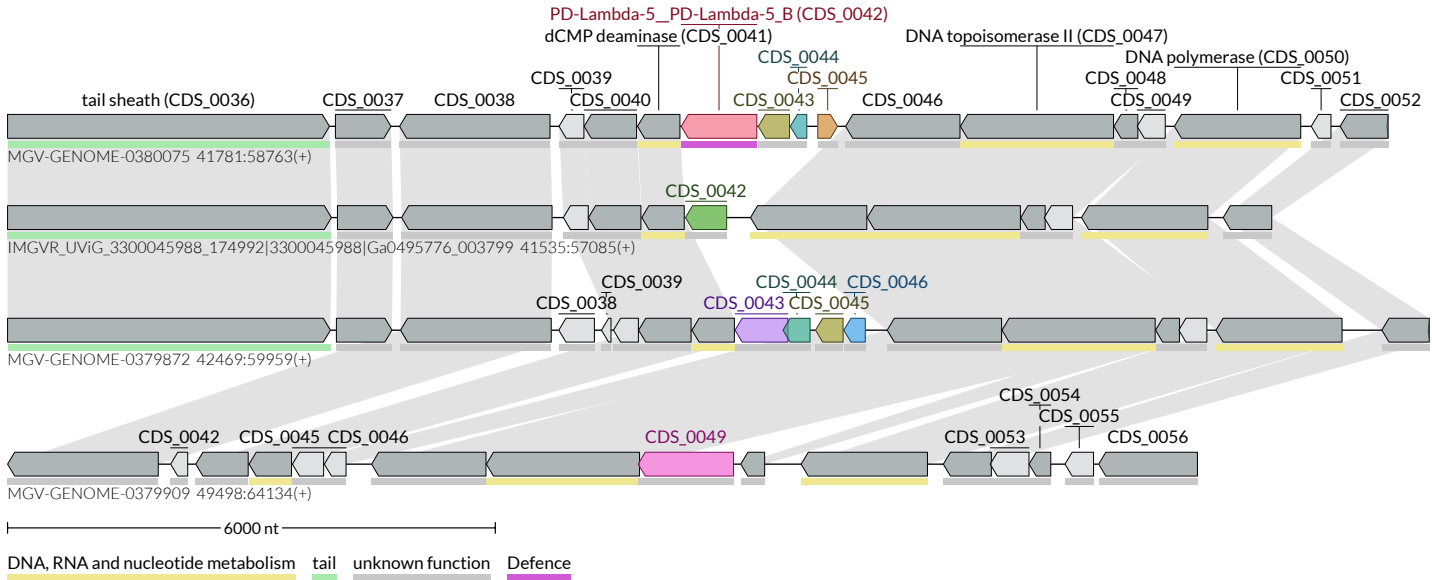 PD-Lambda-5__PD-Lambda-5_B (CDS_0042)
dCMP deaminase (CDS_0041) DNA topoisomerase II (CDS_0047)
CDS_0044 DNA polymerase (CDS_0050)
CDS_0039 CDS_0045 CDS_0048 CDS_0051
tail sheath (CDS_0036) CDS_0037 CDS_0038 CDS_0040 CDS_0043 CDS_0046 CDS_0049 CDS_0052
MGV-GENOME-0380075 41781:58763(+)
CDS_0042
IMGVR_UViG_3300045988_174992|3300045988|Ga0495776_003799 41535:57085(+)
CDS_0039 CDS_0044 CDS_0046
CDS_0038 CDS_0043 CDS_0045
MGV-GENOME-0379872 42469:59959(+)
CDS_0054
CDS_0055
CDS_0042 CDS_0045 CDS_0046 CDS_0049 CDS_0053 CDS_0056
MGV-GENOME-0379909 49498:64134(+)
6000 nt
DNA, RNA and nucleotide metabolism tail unknown function Defence